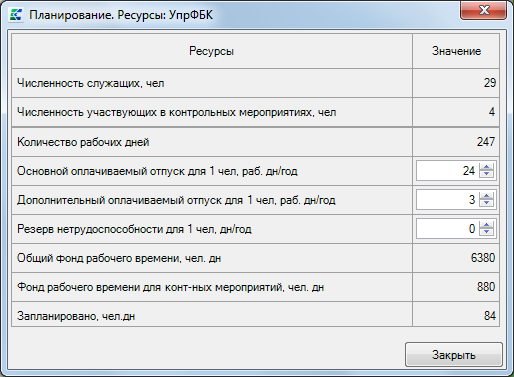 Планирование. Ресурсы: УпрФБК
Ресурсы Значение
Численность служащих, чел 29
Численность участвующих в контрольных мероприятиях, чел 4
Количество рабочих дней 247
Основной оплачиваемый отпуск для 1 чел, раб. дн/год 24
Дополнительный оплачиваемый отпуск для 1 чел, раб. дн/год 3
Резерв нетрудоспособности для 1 чел, дн/год 0
Общий фонд рабочего времени, чел. дн 6380
Фонд рабочего времени для конт-ных мероприятий, чел. дн 880
Запланировано, чел.дн 84
Закрыть